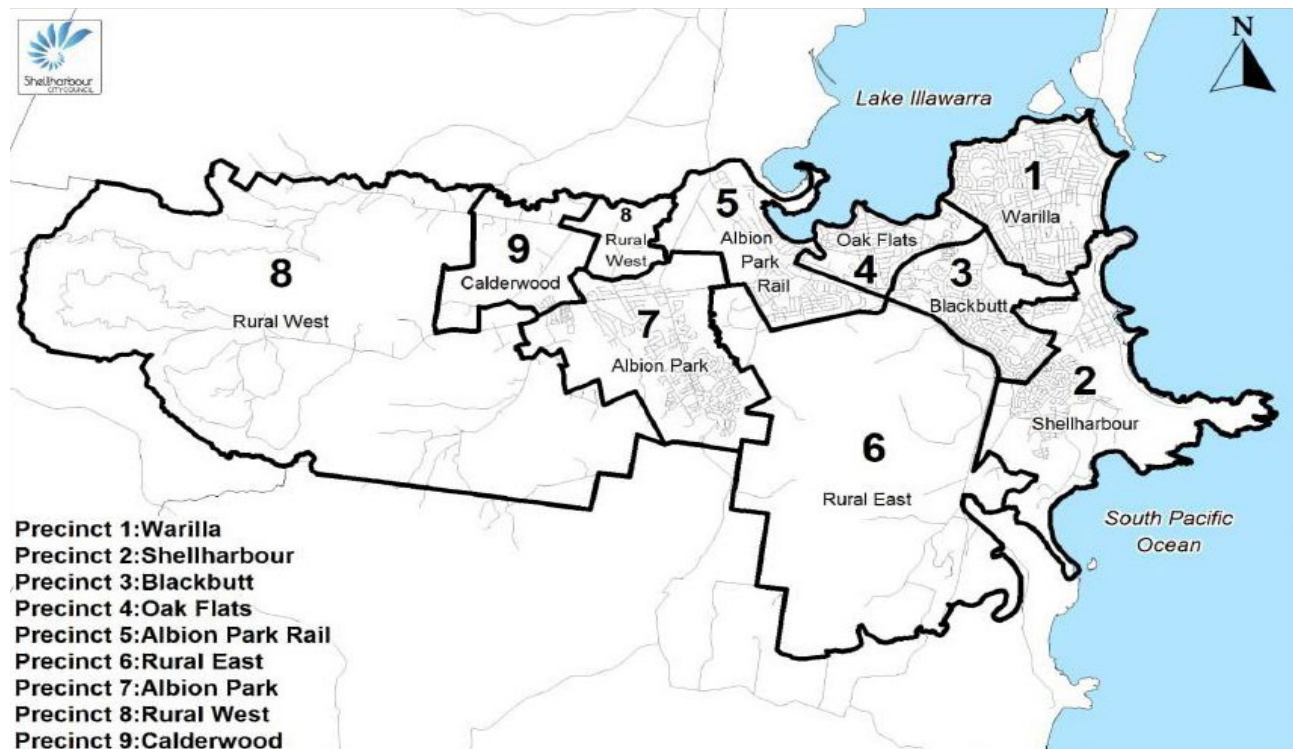 Shellharbour
CITY COUNCIL
N
Lake Illawarra
1
Warilla
5
Albion
Park
Rail
8
Rural
West
Oak Flats
4
3
Blackbutt
9
Calderwood
8
Rural West
7
Albion Park
2
Shellharbour
6
Rural East
South Pacific
Ocean
Precinct 1:Warilla
Precinct 2:Shellharbour
Precinct 3:Blackbutt
Precinct 4:Oak Flats
Precinct 5:Albion Park Rail
Precinct 6:Rural East
Precinct 7:Albion Park
Precinct 8:Rural West
Precinct 9:Calderwood